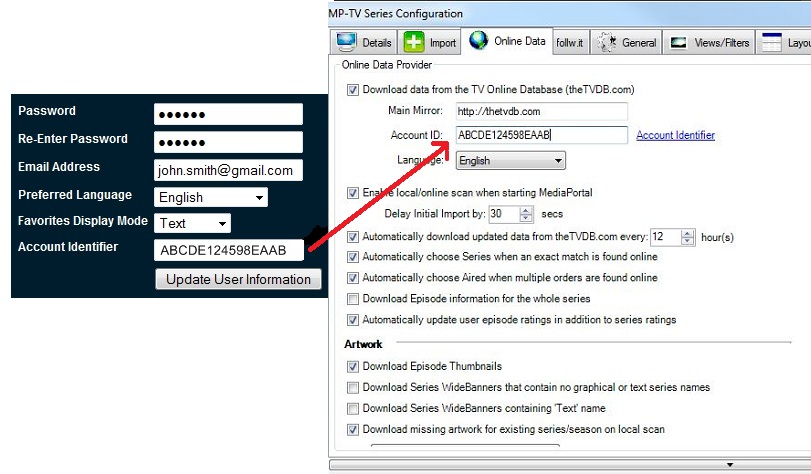 Password
••••••
Re-Enter Password
••••••
Email Address
john.smith@gmail.com
Preferred Language
English
Favorites Display Mode
Text
Account Identifier
ABCDE124598EAAB
Update User Information
MP-TV Series Configuration
Details
Import
Online Data
follw.it
General
Views/Filters
Layou
Online Data Provider
Download data from the TV Online Database (theTVDB.com)
Main Mirror: http://thetvdb.com
Account ID: ABCDE124598EAAB Account Identifier
Language: English
Enable local/online scan when starting MediaPortal
Delay Initial Import by: 30 secs
Automatically download updated data from theTVDB.com every: 12 hour(s)
Automatically choose Series when an exact match is found online
Automatically choose Aired when multiple orders are found online
Download Episode information for the whole series
Automatically update user episode ratings in addition to series ratings
Artwork
Download Episode Thumbnails
Download Series WideBanners that contain no graphical or text series names
Download Series WideBanners containing 'Text' name
Download missing artwork for existing series/season on local scan